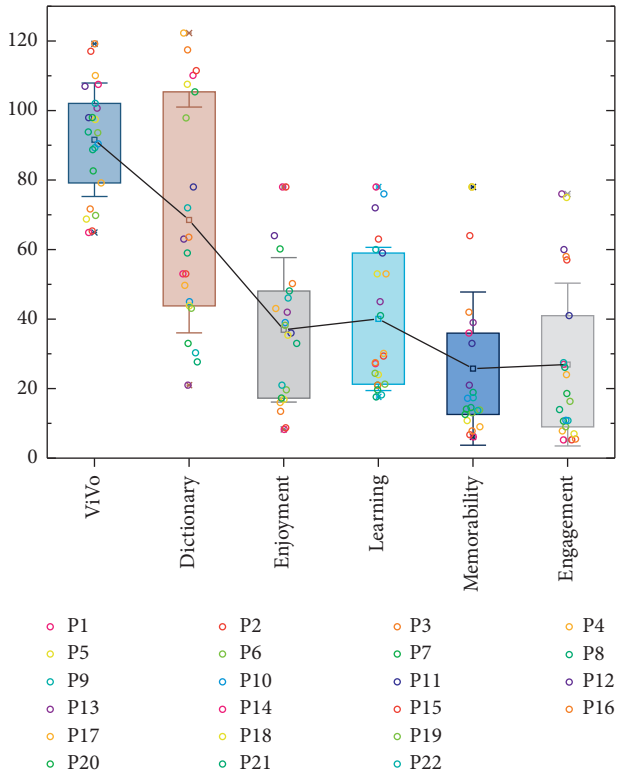 120
100
80
60
40
20
0
ViVo
Dictionary
Enjoyment
Learning
Memorability
Engagement
P1 P2 P3 P4
P5 P6 P7 P8
P9 P10 P11 P12
P13 P14 P15 P16
P17 P18 P19
P20 P21 P22